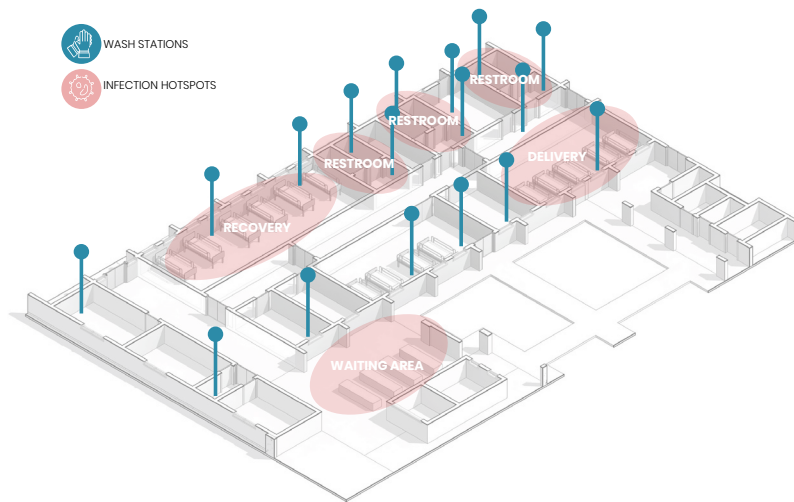 WASH STATIONS
INFECTION HOTSPOTS
RESTROOM
RESTROOM
RESTROOM
DELIVERY
RECOVERY
WAITING AREA